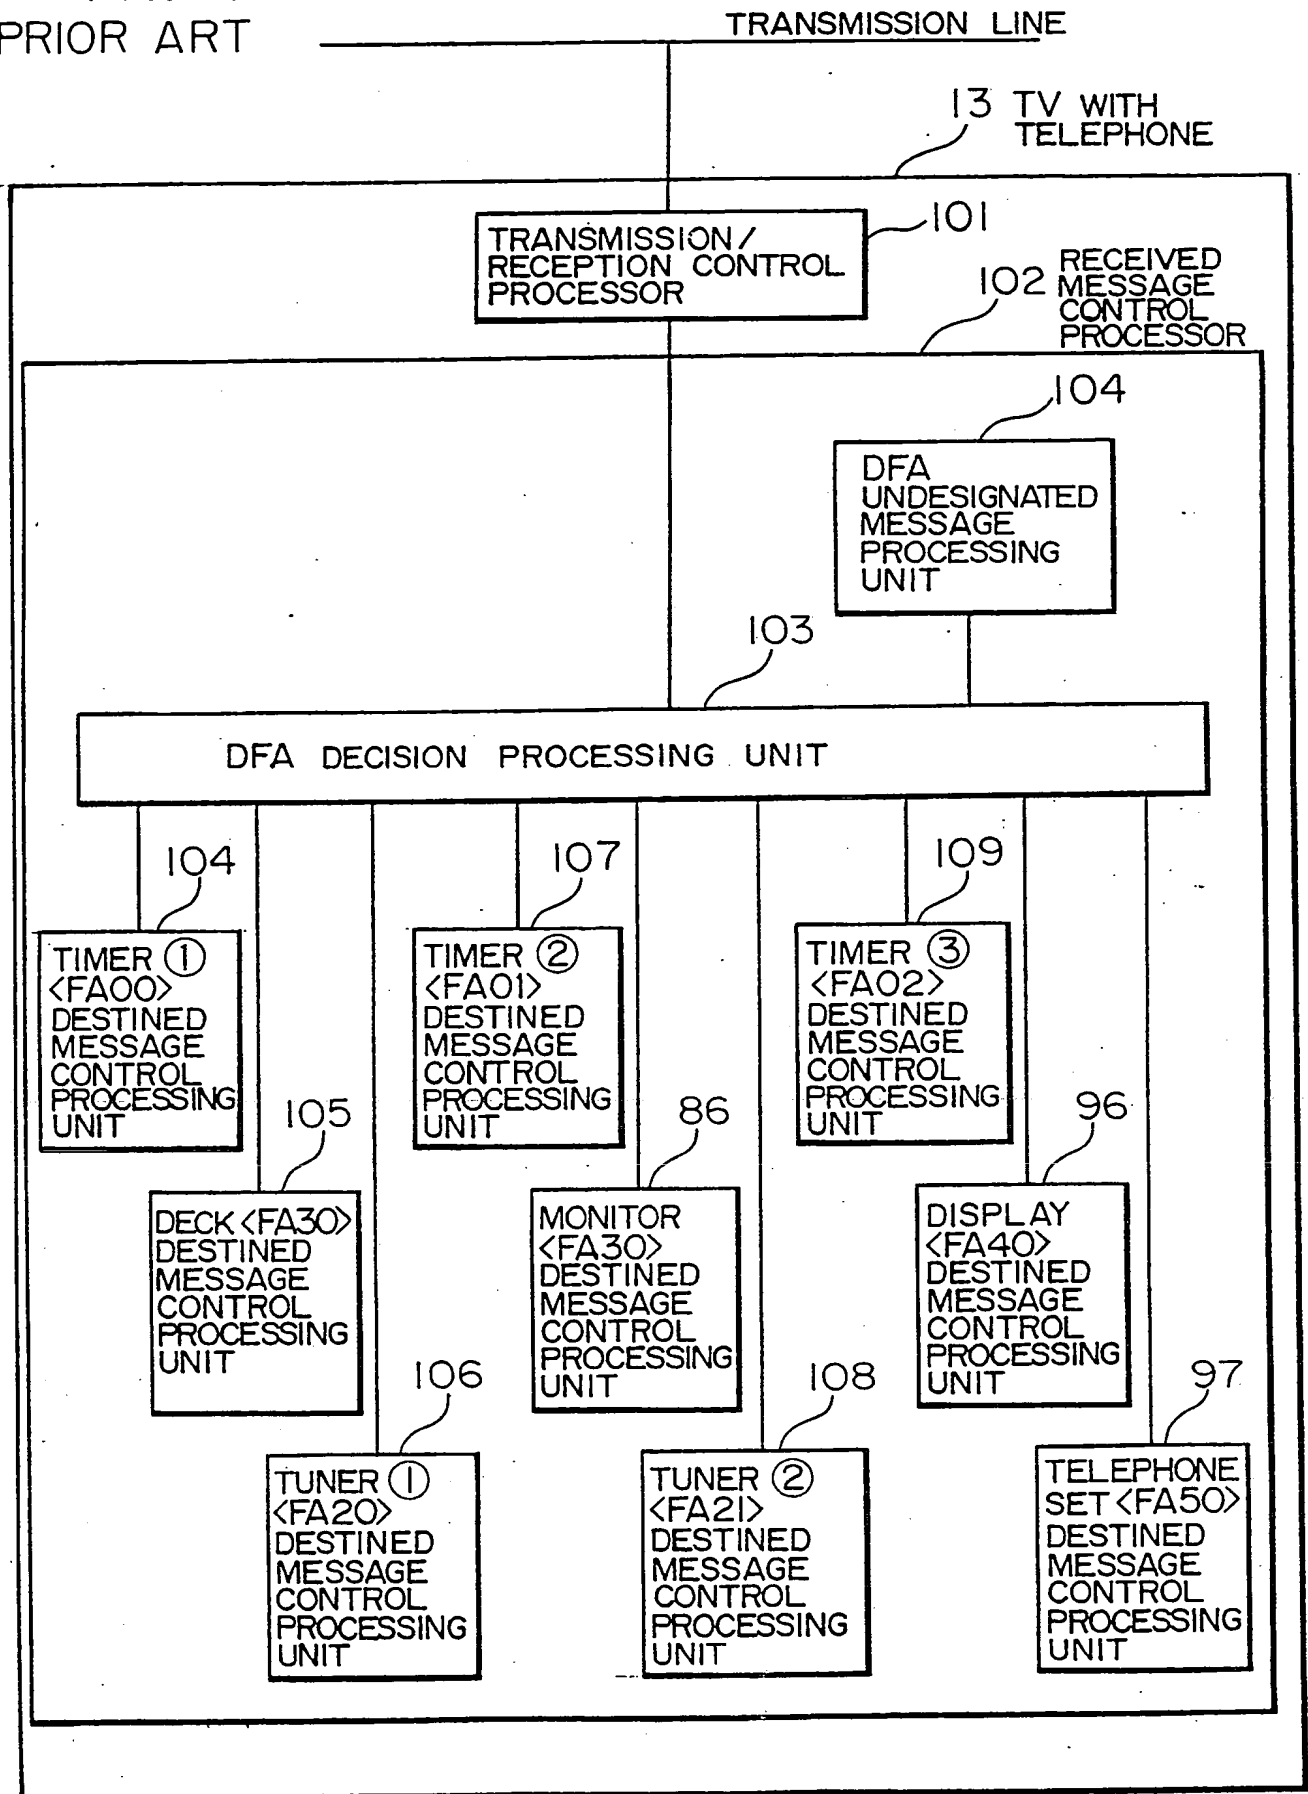 PRIOR ART
TRANSMISSION LINE
13 TV WITH
TELEPHONE
101
TRANSMISSION/
RECEPTION CONTROL
PROCESSOR
102 RECEIVED
MESSAGE
CONTROL
PROCESSOR
104
DFA
UNDESIGNATED
MESSAGE
PROCESSING
UNIT
103
DFA DECISION PROCESSING UNIT
104
TIMER ①
<FA00>
DESTINED
MESSAGE
CONTROL
PROCESSING
UNIT
107
TIMER ②
<FA01>
DESTINED
MESSAGE
CONTROL
PROCESSING
UNIT
109
TIMER ③
<FA02>
DESTINED
MESSAGE
CONTROL
PROCESSING
UNIT
105
DECK <FA30>
DESTINED
MESSAGE
CONTROL
PROCESSING
UNIT
86
MONITOR
<FA30>
DESTINED
MESSAGE
CONTROL
PROCESSING
UNIT
96
DISPLAY
<FA40>
DESTINED
MESSAGE
CONTROL
PROCESSING
UNIT
106
TUNER ①
<FA20>
DESTINED
MESSAGE
CONTROL
PROCESSING
UNIT
108
TUNER ②
<FA21>
DESTINED
MESSAGE
CONTROL
PROCESSING
UNIT
97
TELEPHONE
SET <FA50>
DESTINED
MESSAGE
CONTROL
PROCESSING
UNIT